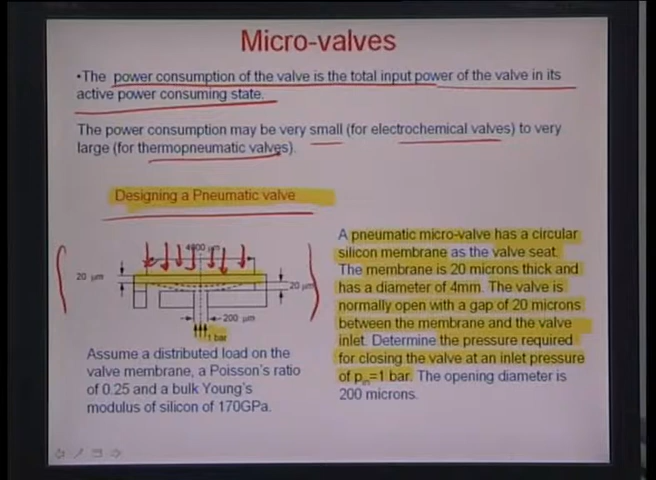 Micro-valves
•The power consumption of the valve is the total input power of the valve in its
active power consuming state.
The power consumption may be very small (for electrochemical valves) to very
large (for thermopneumatic valves).
Designing a Pneumatic valve
4000 μm
20 μm
20 μm
200 μm
1 bar
Assume a distributed load on the
valve membrane, a Poisson's ratio
of 0.25 and a bulk Young's
modulus of silicon of 170GPa.
A pneumatic micro-valve has a circular
silicon membrane as the valve seat.
The membrane is 20 microns thick and
has a diameter of 4mm. The valve is
normally open with a gap of 20 microns
between the membrane and the valve
inlet. Determine the pressure required
for closing the valve at an inlet pressure
of pin=1 bar. The opening diameter is
200 microns.